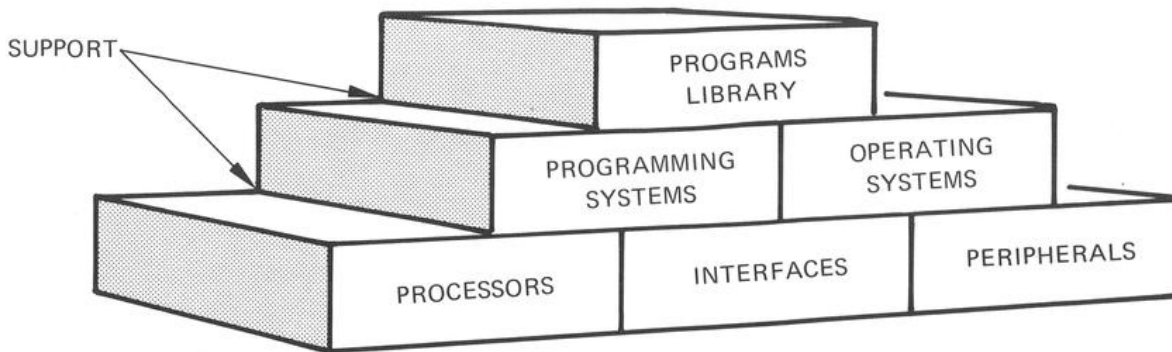 SUPPORT
PROGRAMS
LIBRARY
PROGRAMMING
SYSTEMS
OPERATING
SYSTEMS
PROCESSORS
INTERFACES
PERIPHERALS